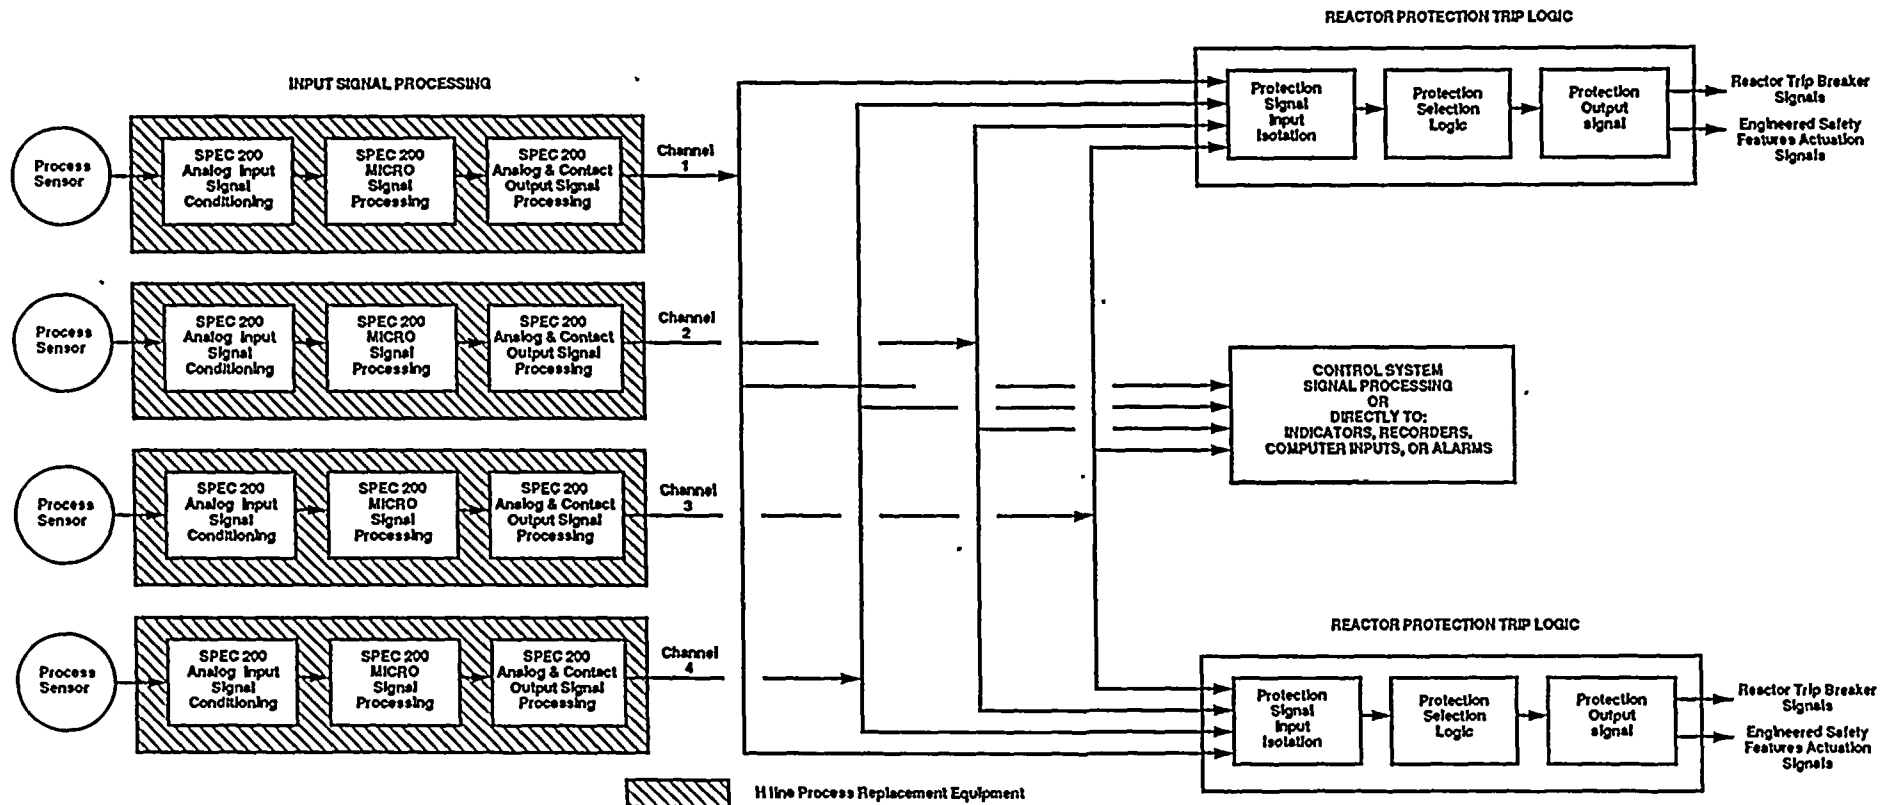 REACTOR PROTECTION TRIP LOGIC
INPUT SIGNAL PROCESSING
Process
Sensor
SPEC 200
Analog Input
Signal
Conditioning
SPEC 200
MICRO
Signal
Processing
SPEC 200
Analog & Contact
Output Signal
Processing
Channel
1
Protection
Signal
Input
Isotation
Protection
Selection
Logic
Protection
Output
signal
Reactor Trip Breaker
Signals
Engineered Safety
Features Actuation
Signals
Process
Sensor
SPEC 200
Analog Input
Signal
Conditioning
SPEC 200
MICRO
Signal
Processing
SPEC 200
Analog & Contact
Output Signal
Processing
Channel
2
CONTROL SYSTEM
SIGNAL PROCESSING
OR
DIRECTLY TO:
INDICATORS, RECORDERS,
COMPUTER INPUTS, OR ALARMS
Process
Sensor
SPEC 200
Analog Input
Signal
Conditioning
SPEC 200
MICRO
Signal
Processing
SPEC 200
Analog & Contact
Output Signal
Processing
Channel
3
REACTOR PROTECTION TRIP LOGIC
Process
Sensor
SPEC 200
Analog Input
Signal
Conditioning
SPEC 200
MICRO
Signal
Processing
SPEC 200
Analog & Contact
Output Signal
Processing
Channel
4
Protection
Signal
Input
Isolation
Protection
Selection
Logic
Protection
Output
signal
Reactor Trip Breaker
Signals
Engineered Safety
Features Actuation
Signals
H line Process Replacement Equipment